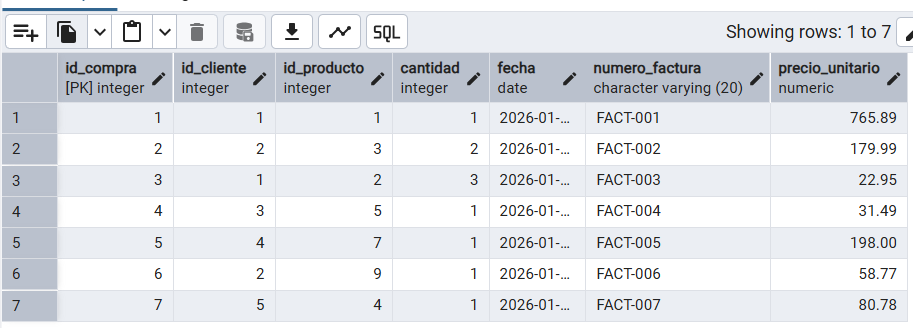 SQL Showing rows: 1 to 7
id_compra id_cliente id_producto cantidad fecha numero_factura precio_unitario
[PK] integer integer integer integer date character varying (20) numeric
1 1 1 1 1 2026-01-... FACT-001 765.89
2 2 2 3 2 2026-01-... FACT-002 179.99
3 3 1 2 3 2026-01-... FACT-003 22.95
4 4 3 5 1 2026-01-... FACT-004 31.49
5 5 4 7 1 2026-01-... FACT-005 198.00
6 6 2 9 1 2026-01-... FACT-006 58.77
7 7 5 4 1 2026-01-... FACT-007 80.78